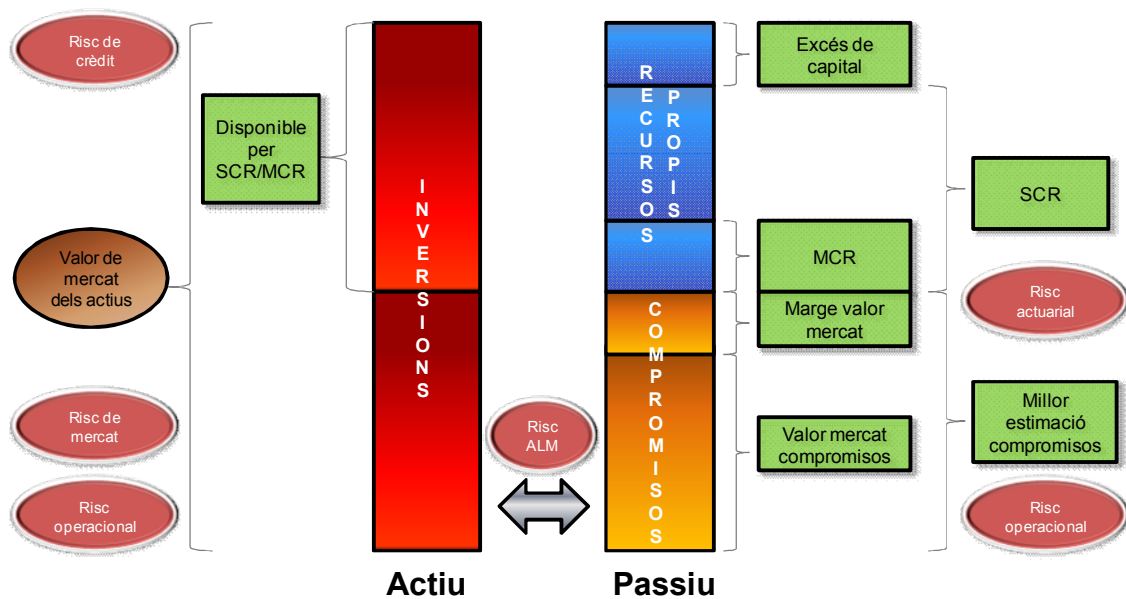 Risc de
crèdit
Disponible
per
SCR/MCR
Valor de
mercat
dels actius
Risc de
mercat
Risc
operacional
INVERSIONS
Actiu
Risc
ALM
RECURSOS
PROPIS
COMPROMISOS
Passiu
Excés de
capital
MCR
Marge valor
mercat
Valor mercat
compromisos
SCR
Risc
actuarial
Millor
estimació
compromisos
Risc
operacional